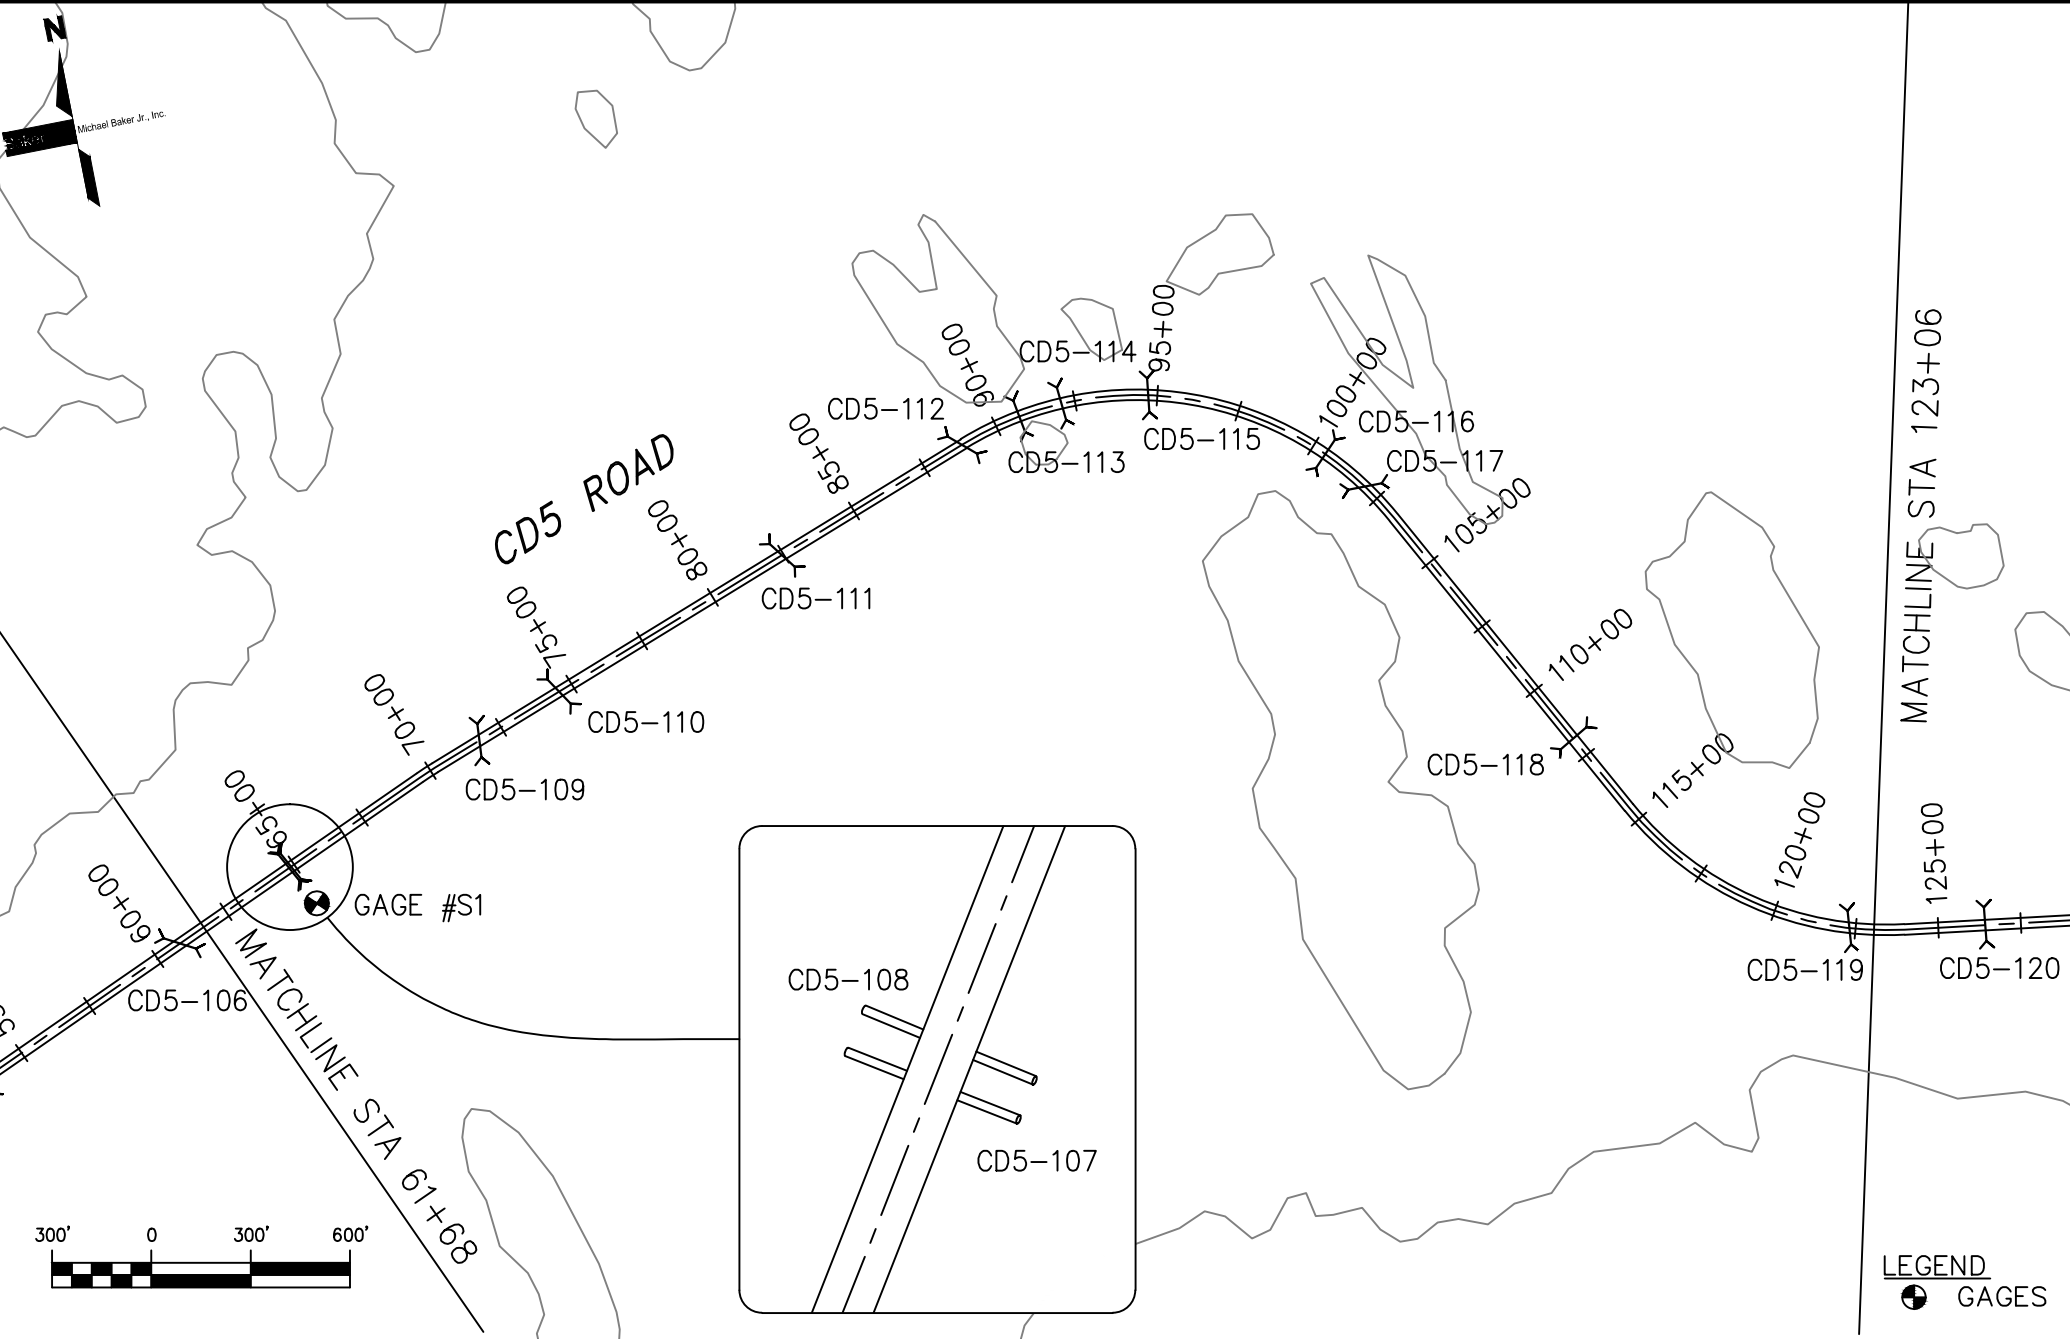 N
Michael Baker Jr., Inc.
Baker
CD5 ROAD
60+00
65+00
70+00
75+00
80+00
85+00
90+00
95+00
100+00
105+00
110+00
115+00
120+00
125+00
CD5-106
CD5-109
CD5-110
CD5-111
CD5-112
CD5-113
CD5-114
CD5-115
CD5-116
CD5-117
CD5-118
CD5-119
CD5-120
GAGE #S1
CD5-108
CD5-107
MATCHLINE STA 61+68
MATCHLINE STA 123+06
300' 0 300' 600'
LEGEND
GAGES